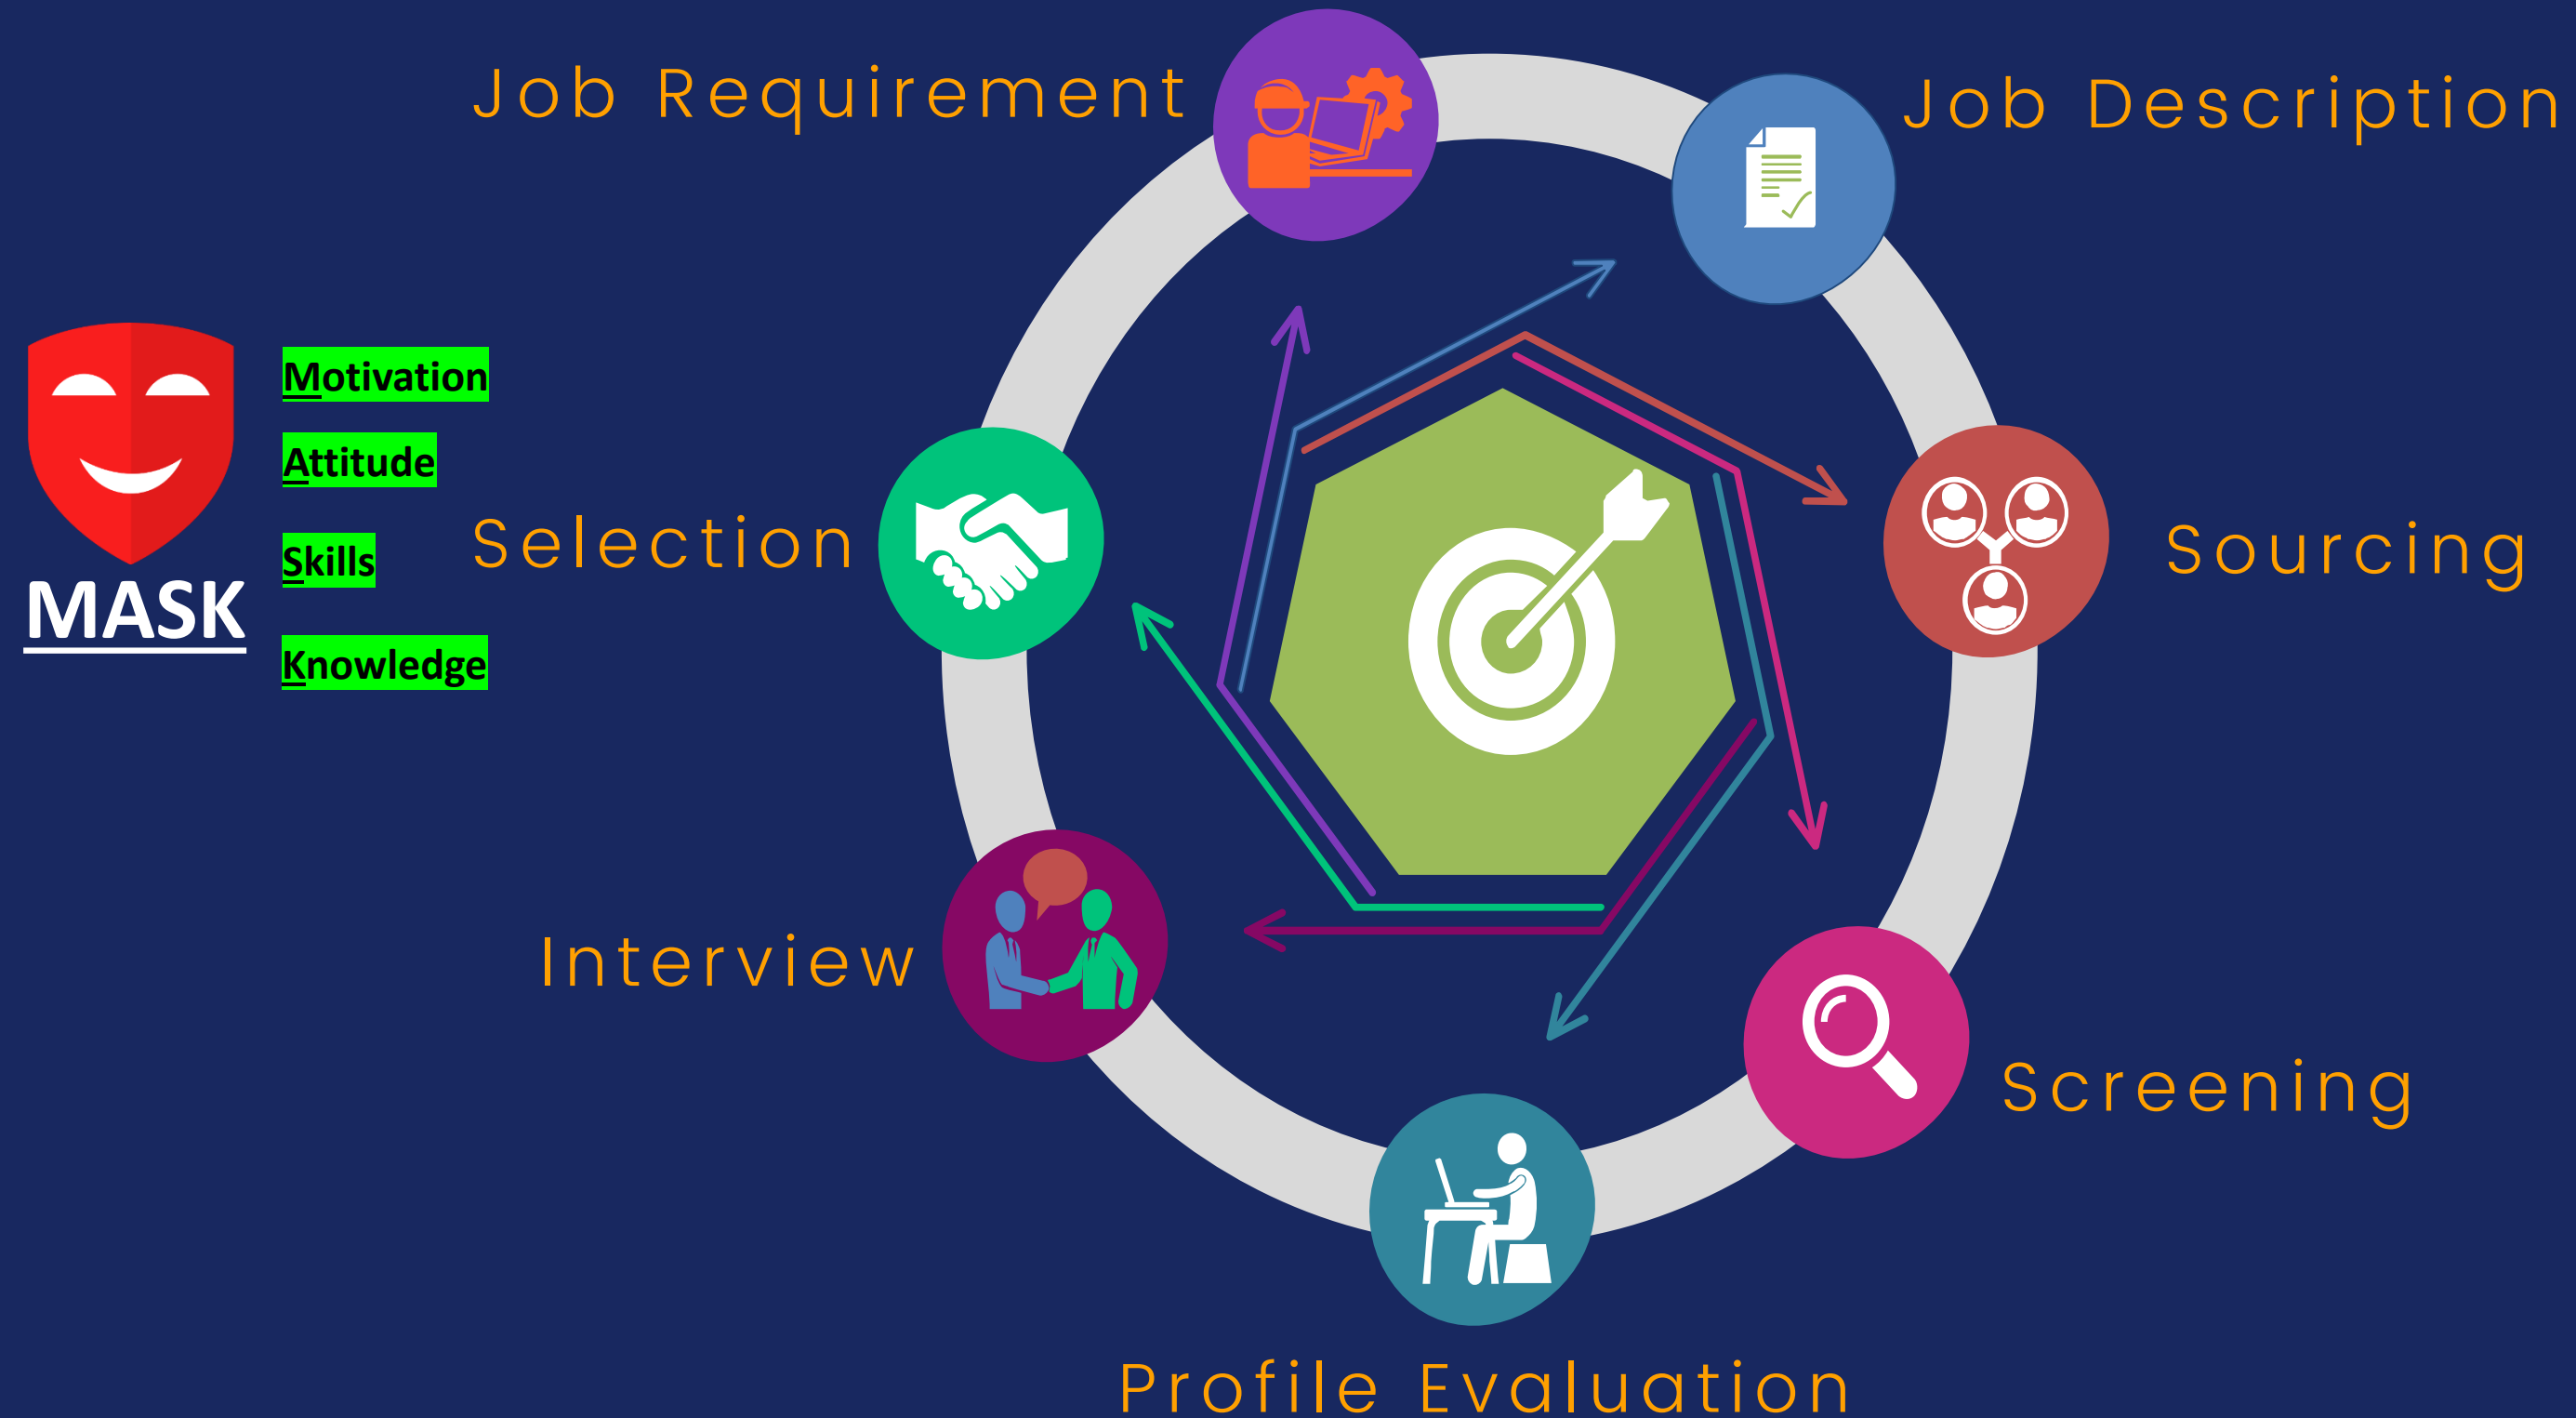 Job Requirement
Job Description
Motivation
Attitude
Skills
Knowledge
MASK
Selection
Sourcing
Interview
Screening
Profile Evaluation